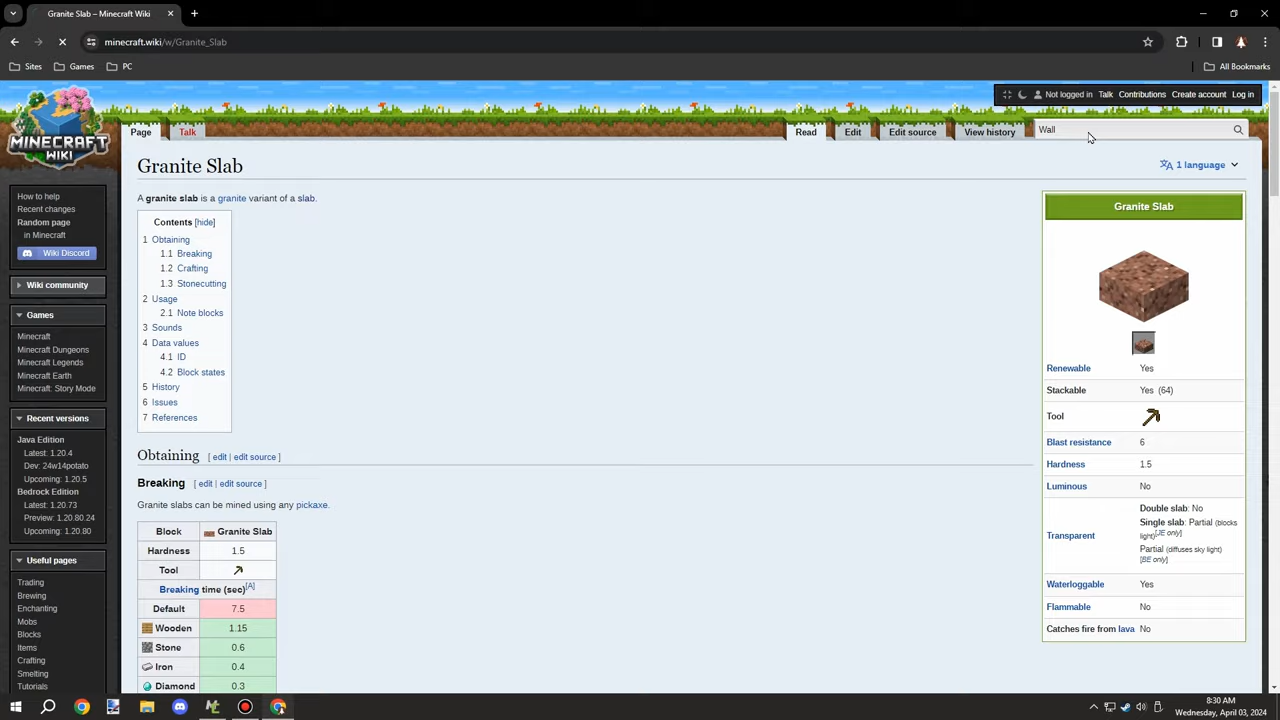 Granite Slab – Minecraft Wiki
minecraft.wiki/w/Granite_Slab
Sites Games PC All Bookmarks
Not logged in Talk Contributions Create account Log in
MINECRAFT
WIKI
Page Talk Read Edit Edit source View history Wall
Granite Slab
1 language
A granite slab is a granite variant of a slab.
How to help
Recent changes
Random page
in Minecraft
Wiki Discord
Wiki community
Games
Minecraft
Minecraft Dungeons
Minecraft Legends
Minecraft Earth
Minecraft: Story Mode
Recent versions
Java Edition
Latest: 1.20.4
Dev: 24w14potato
Upcoming: 1.20.5
Bedrock Edition
Latest: 1.20.73
Preview: 1.20.80.24
Upcoming: 1.20.80
Useful pages
Trading
Brewing
Enchanting
Mobs
Blocks
Items
Crafting
Smelting
Tutorials
Contents [hide]
1 Obtaining
1.1 Breaking
1.2 Crafting
1.3 Stonecutting
2 Usage
2.1 Note blocks
3 Sounds
4 Data values
4.1 ID
4.2 Block states
5 History
6 Issues
7 References
Obtaining [ edit | edit source ]
Breaking [ edit | edit source ]
Granite slabs can be mined using any pickaxe.
Block Granite Slab
Hardness 1.5
Tool
Breaking time (sec)[A]
Default 7.5
Wooden 1.15
Stone 0.6
Iron 0.4
Diamond 0.3
Granite Slab
Renewable Yes
Stackable Yes (64)
Tool
Blast resistance 6
Hardness 1.5
Luminous No
Transparent Double slab: No
Single slab: Partial (blocks
light)[JE only]
Partial (diffuses sky light)
[BE only]
Waterloggable Yes
Flammable No
Catches fire from lava No
8:30 AM
Wednesday, April 03, 2024